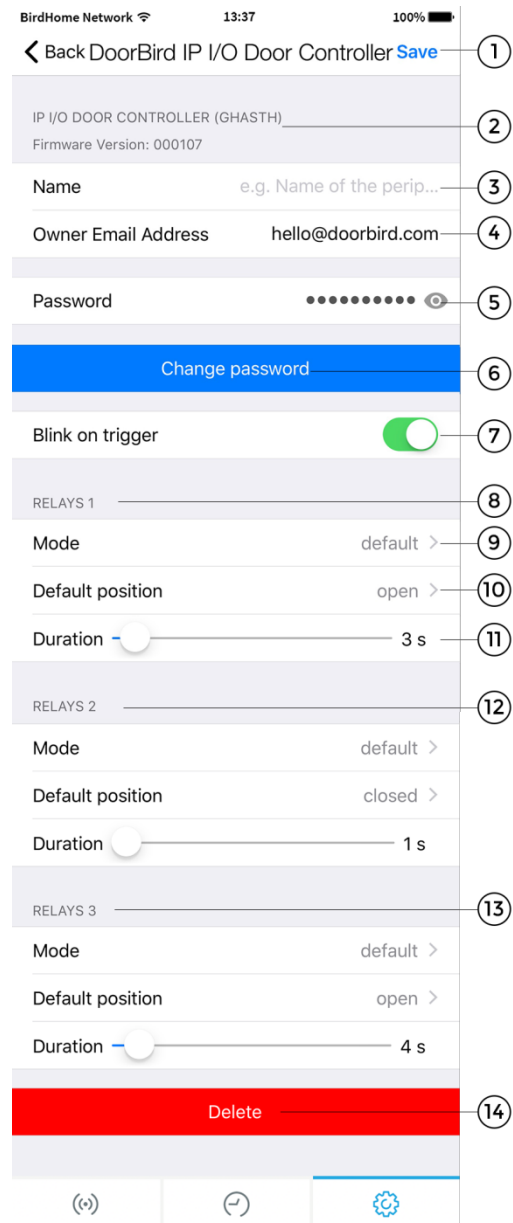 BirdHome Network 13:37 100%
Back DoorBird IP I/O Door Controller Save 1
IP I/O DOOR CONTROLLER (GHASTH) 2
Firmware Version: 000107
Name e.g. Name of the perip... 3
Owner Email Address hello@doorbird.com 4
Password •••••••••• 5
Change password 6
Blink on trigger 7
RELAYS 1 8
Mode default > 9
Default position open > 10
Duration 3 s 11
RELAYS 2 12
Mode default >
Default position closed >
Duration 1 s
RELAYS 3 13
Mode default >
Default position open >
Duration 4 s
Delete 14